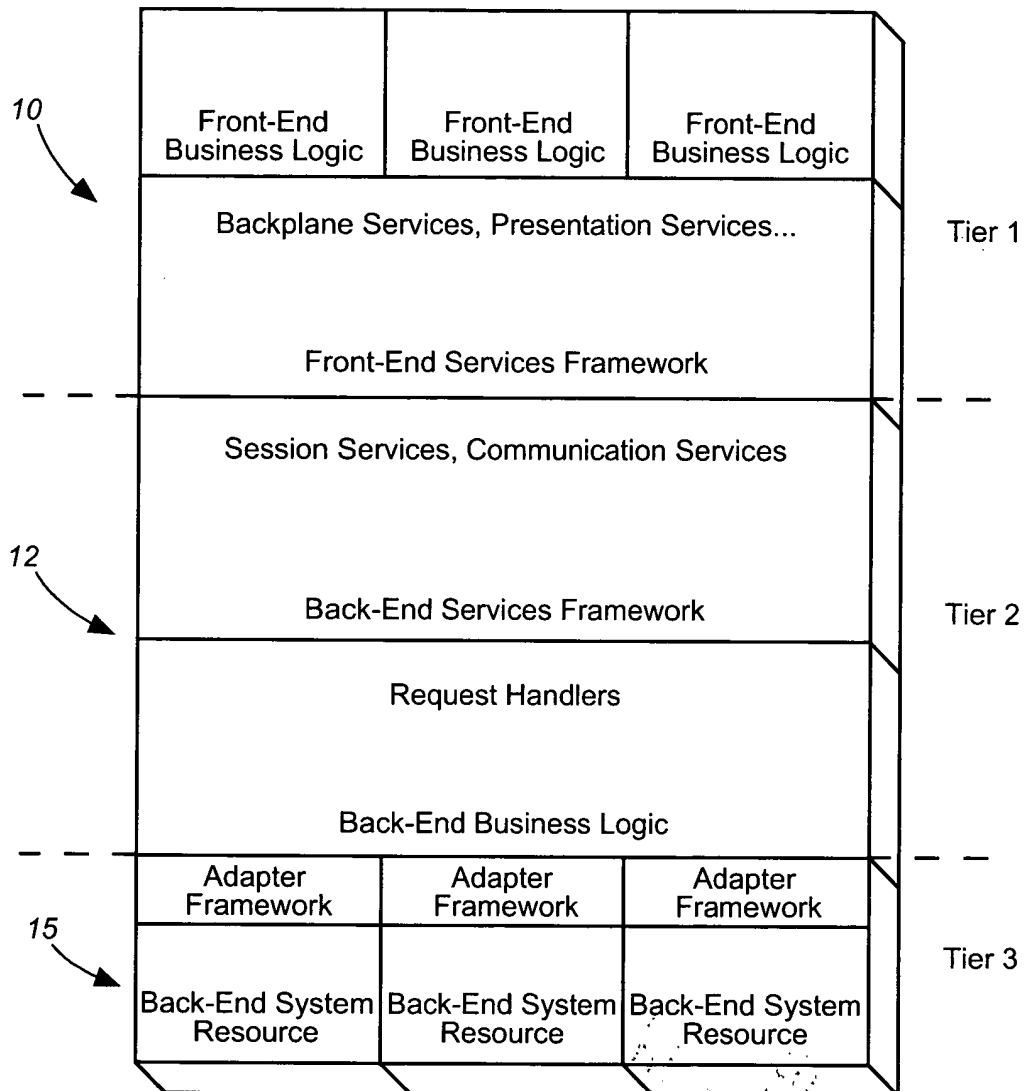 10
Front-End
Business Logic
Front-End
Business Logic
Front-End
Business Logic
Backplane Services, Presentation Services...
Tier 1
Front-End Services Framework
Session Services, Communication Services
12
Back-End Services Framework
Tier 2
Request Handlers
Back-End Business Logic
Adapter
Framework
Adapter
Framework
Adapter
Framework
15
Tier 3
Back-End System
Resource
Back-End System
Resource
Back-End System
Resource